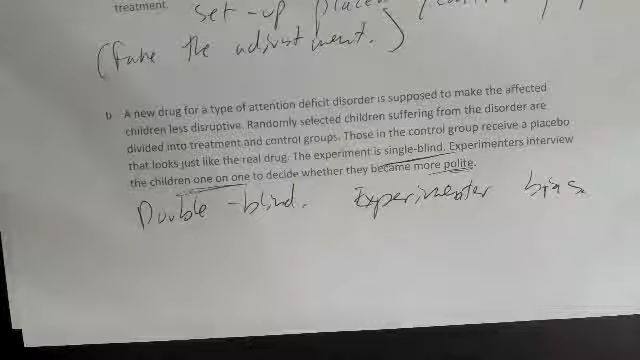 treatment. set-up
(fake the adjustment.)
b A new drug for a type of attention deficit disorder is supposed to make the affected
children less disruptive. Randomly selected children suffering from the disorder are
divided into treatment and control groups. Those in the control group receive a placebo
that looks just like the real drug. The experiment is single-blind. Experimenters interview
the children one on one to decide whether they became more polite.
Double-blind. Experimenter bias